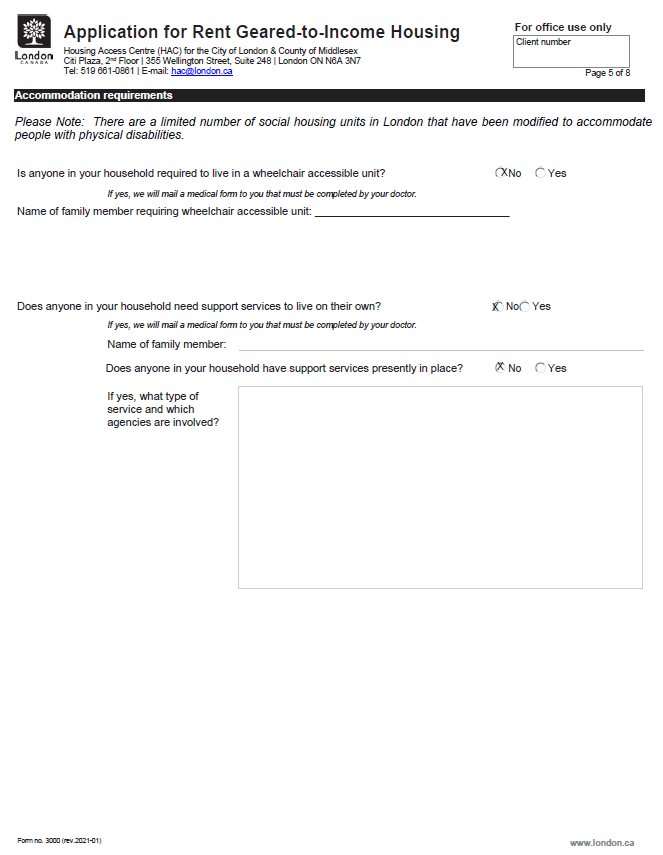 London
CANADA
Application for Rent Geared-to-Income Housing
Housing Access Centre (HAC) for the City of London & County of Middlesex
Citi Plaza, 2nd Floor | 355 Wellington Street, Suite 248 | London ON N6A 3N7
Tel: 519 661-0861 | E-mail: hac@london.ca
For office use only
Client number
Page 5 of 8
Accommodation requirements
Please Note: There are a limited number of social housing units in London that have been modified to accommodate
people with physical disabilities.
Is anyone in your household required to live in a wheelchair accessible unit? X No Yes
If yes, we will mail a medical form to you that must be completed by your doctor.
Name of family member requiring wheelchair accessible unit:
Does anyone in your household need support services to live on their own? X No Yes
If yes, we will mail a medical form to you that must be completed by your doctor.
Name of family member:
Does anyone in your household have support services presently in place? X No Yes
If yes, what type of
service and which
agencies are involved?
Form no. 3000 (rev.2021-01)
www.london.ca